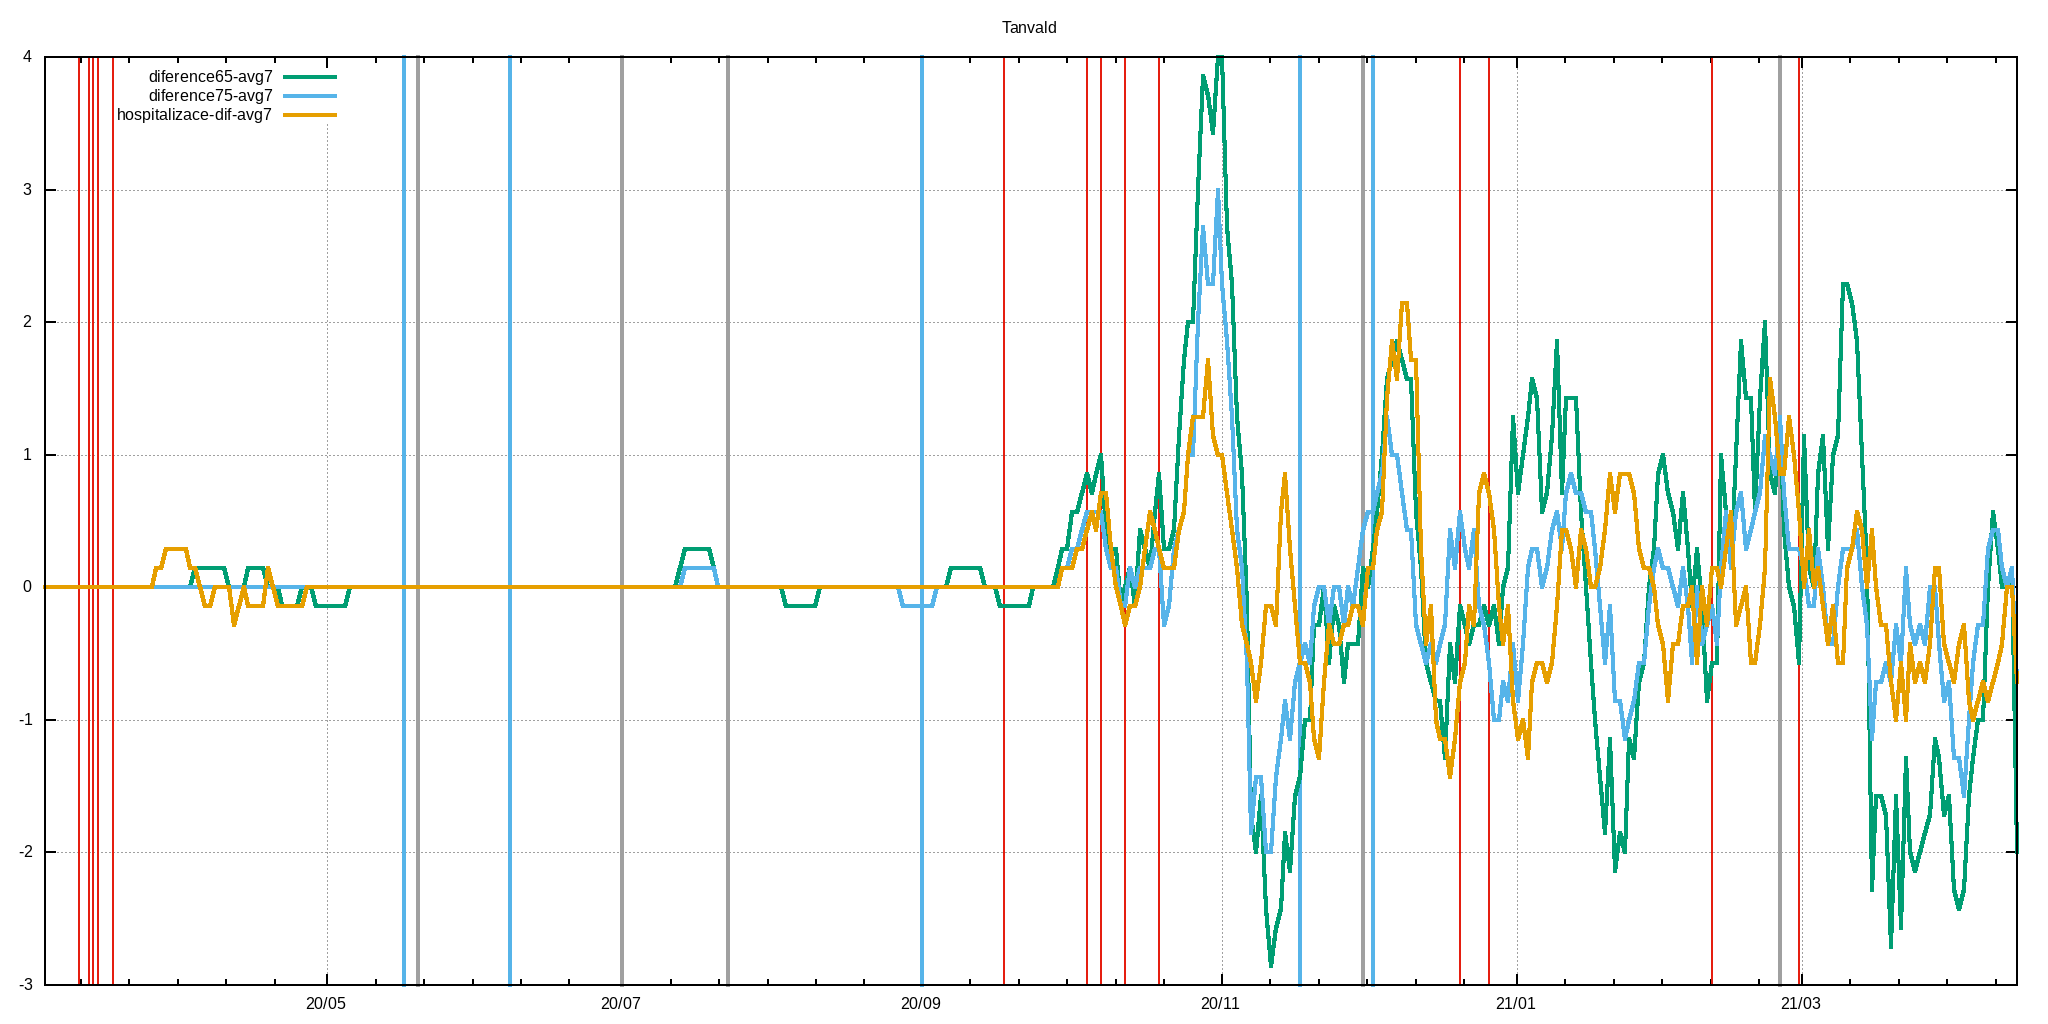 Tanvald
4
diference65-avg7
diference75-avg7
hospitalizace-dif-avg7
3
2
1
0
-1
-2
-3
20/05 20/07 20/09 20/11 21/01 21/03